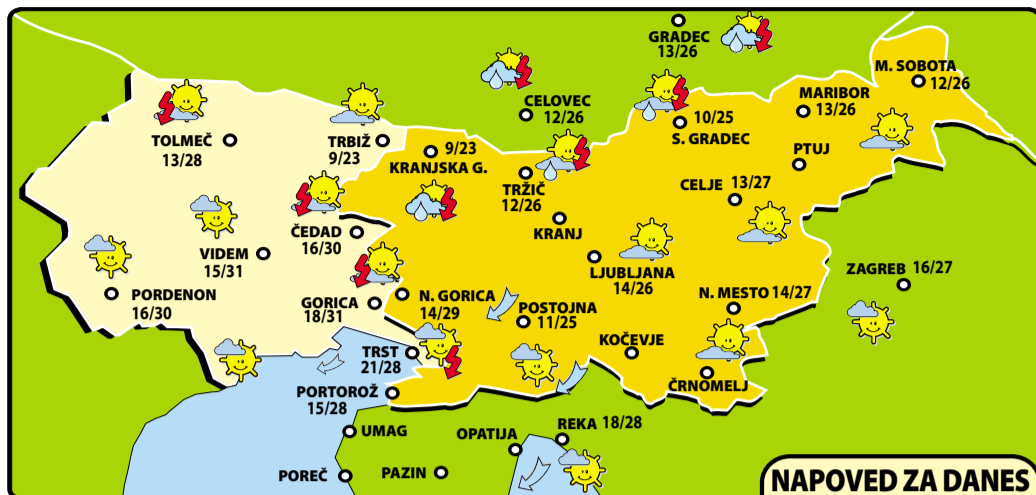 GRADEC
13/26
M. SOBOTA
12/26
CELOVEC
12/26
MARIBOR
13/26
10/25
S. GRADEC
TOLMEČ
13/28
TRBIŽ
9/23
9/23
KRANJSKA G.
TRŽIČ
12/26
PTUJ
CELJE 13/27
KRANJ
ČEDAD
16/30
VIDEM
15/31
LJUBLJANA
14/26
ZAGREB 16/27
PORDENON
16/30
GORICA
18/31
N. GORICA
14/29
POSTOJNA
11/25
N. MESTO 14/27
TRST
21/28
KOČEVJE
ČRNOMELJ
PORTOROŽ
15/28
UMAG
OPATIJA
REKA 18/28
POREČ
PAZIN
NAPOVED ZA DANES